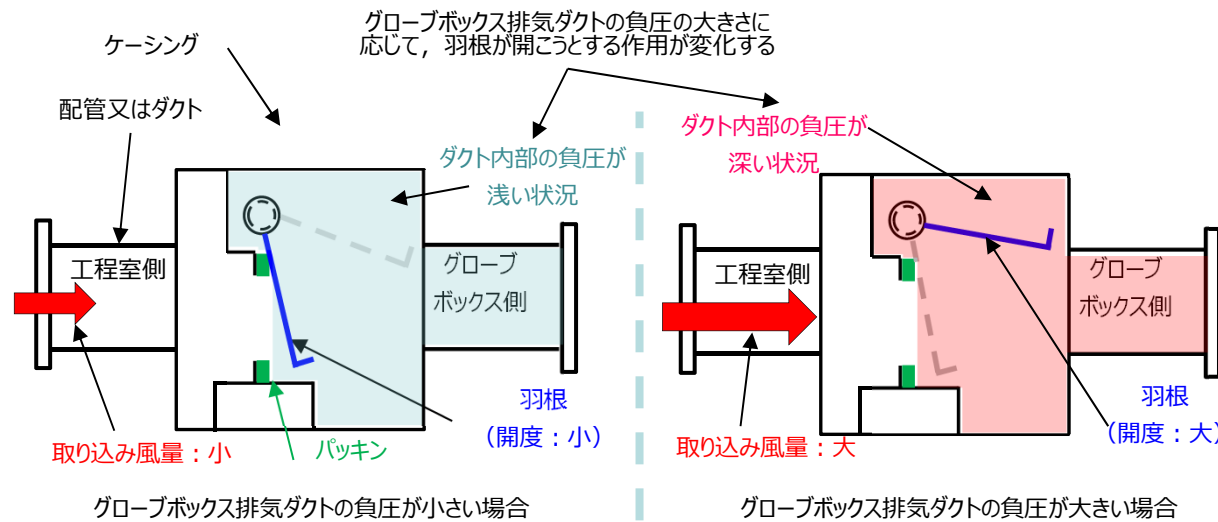 グローブボックス排気ダクトの負圧の大きさに
応じて，羽根が開こうとする作用が変化する
ケーシング
配管又はダクト
ダクト内部の負圧が
浅い状況
工程室側
グローブ
ボックス側
羽根
（開度：小）
取り込み風量：小
パッキン
グローブボックス排気ダクトの負圧が小さい場合
ダクト内部の負圧が
深い状況
工程室側
グローブ
ボックス側
羽根
（開度：大）
取り込み風量：大
グローブボックス排気ダクトの負圧が大きい場合